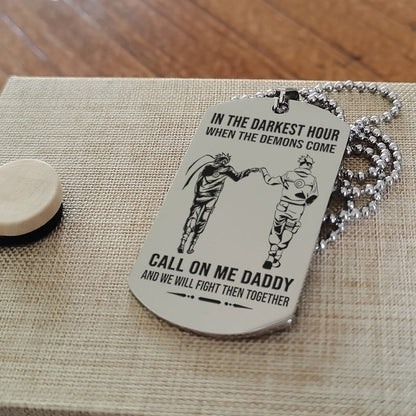 IN THE DARKEST HOUR
WHEN THE DEMONS COME
CALL ON ME DADDY
AND WE WILL FIGHT THEN TOGETHER